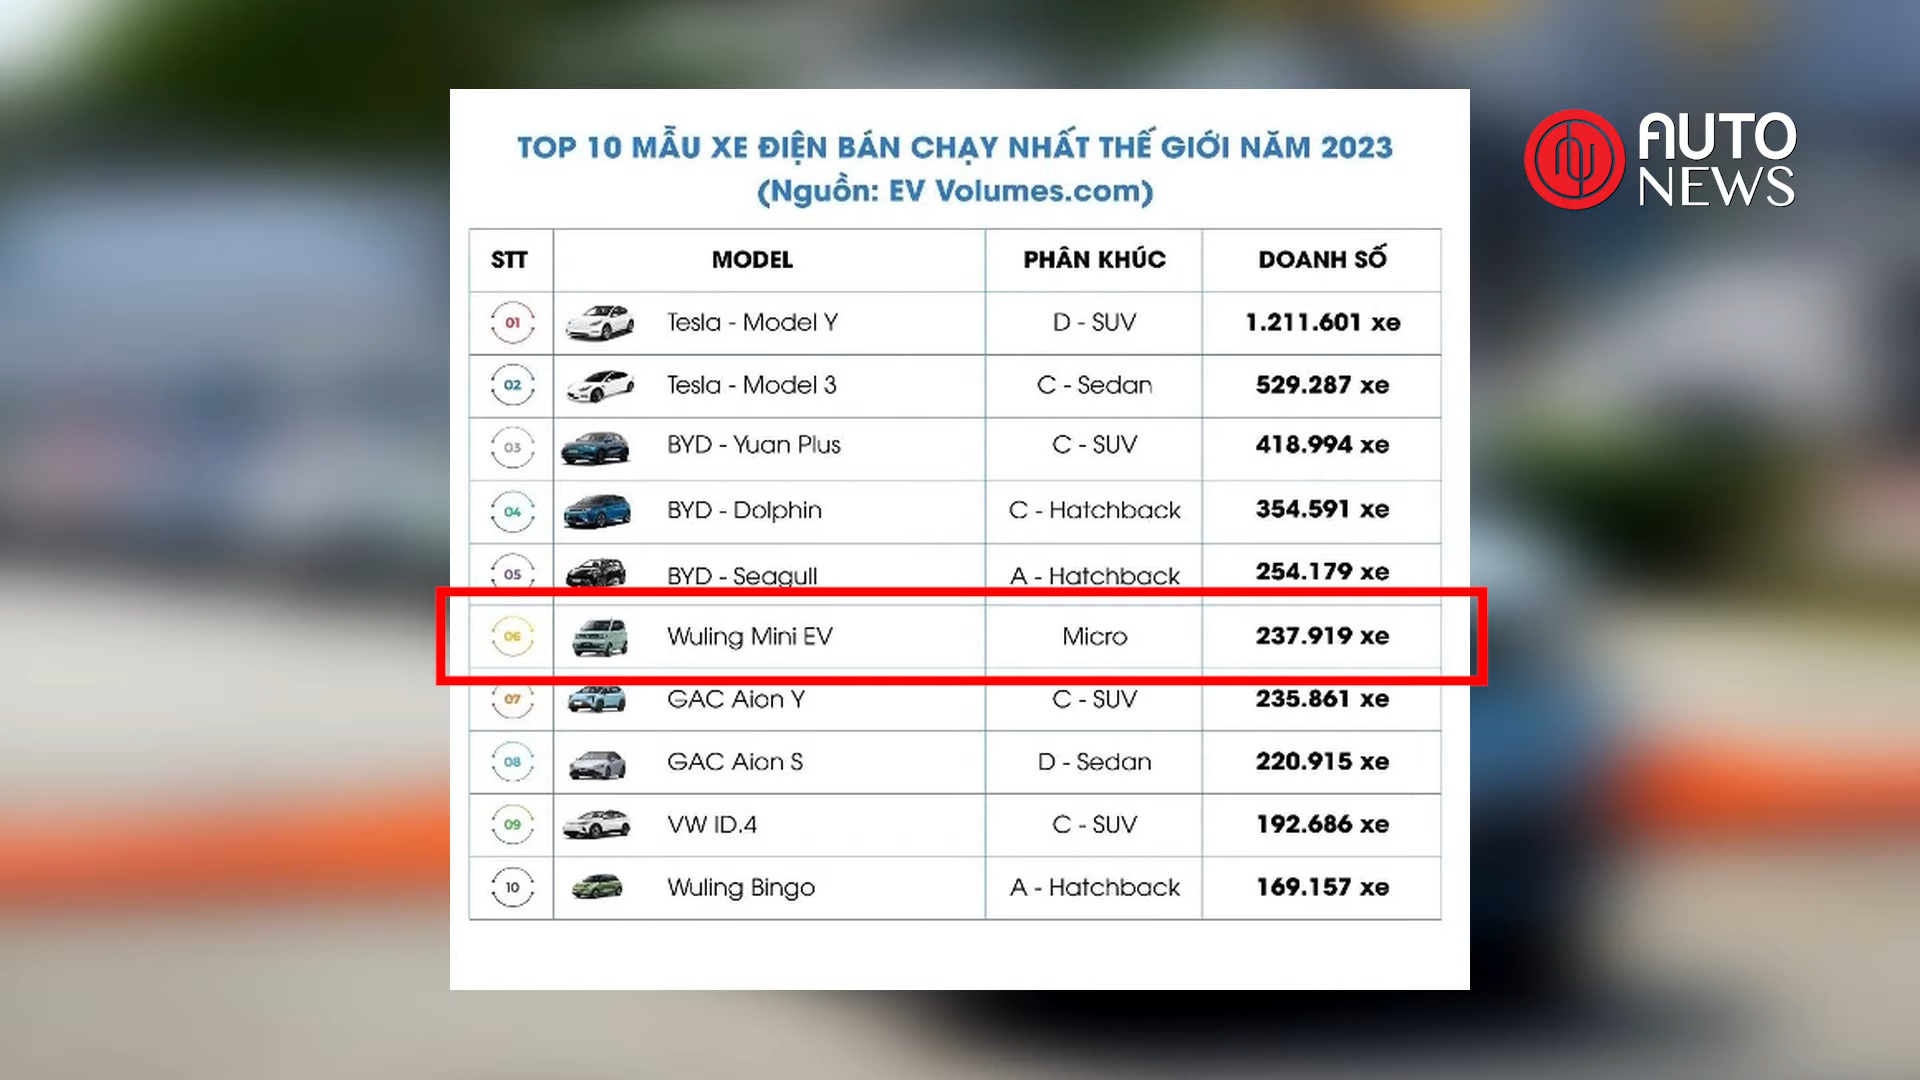 TOP 10 MẪU XE ĐIỆN BÁN CHẠY NHẤT THẾ GIỚI NĂM 2023
(Nguồn: EV Volumes.com)
AUTO
NEWS
STT MODEL PHÂN KHÚC DOANH SỐ
01 Tesla - Model Y D - SUV 1.211.601 xe
02 Tesla - Model 3 C - Sedan 529.287 xe
03 BYD - Yuan Plus C - SUV 418.994 xe
04 BYD - Dolphin C - Hatchback 354.591 xe
05 BYD - Seagull A - Hatchback 254.179 xe
06 Wuling Mini EV Micro 237.919 xe
07 GAC Aion Y C - SUV 235.861 xe
08 GAC Aion S D - Sedan 220.915 xe
09 VW ID.4 C - SUV 192.686 xe
10 Wuling Bingo A - Hatchback 169.157 xe